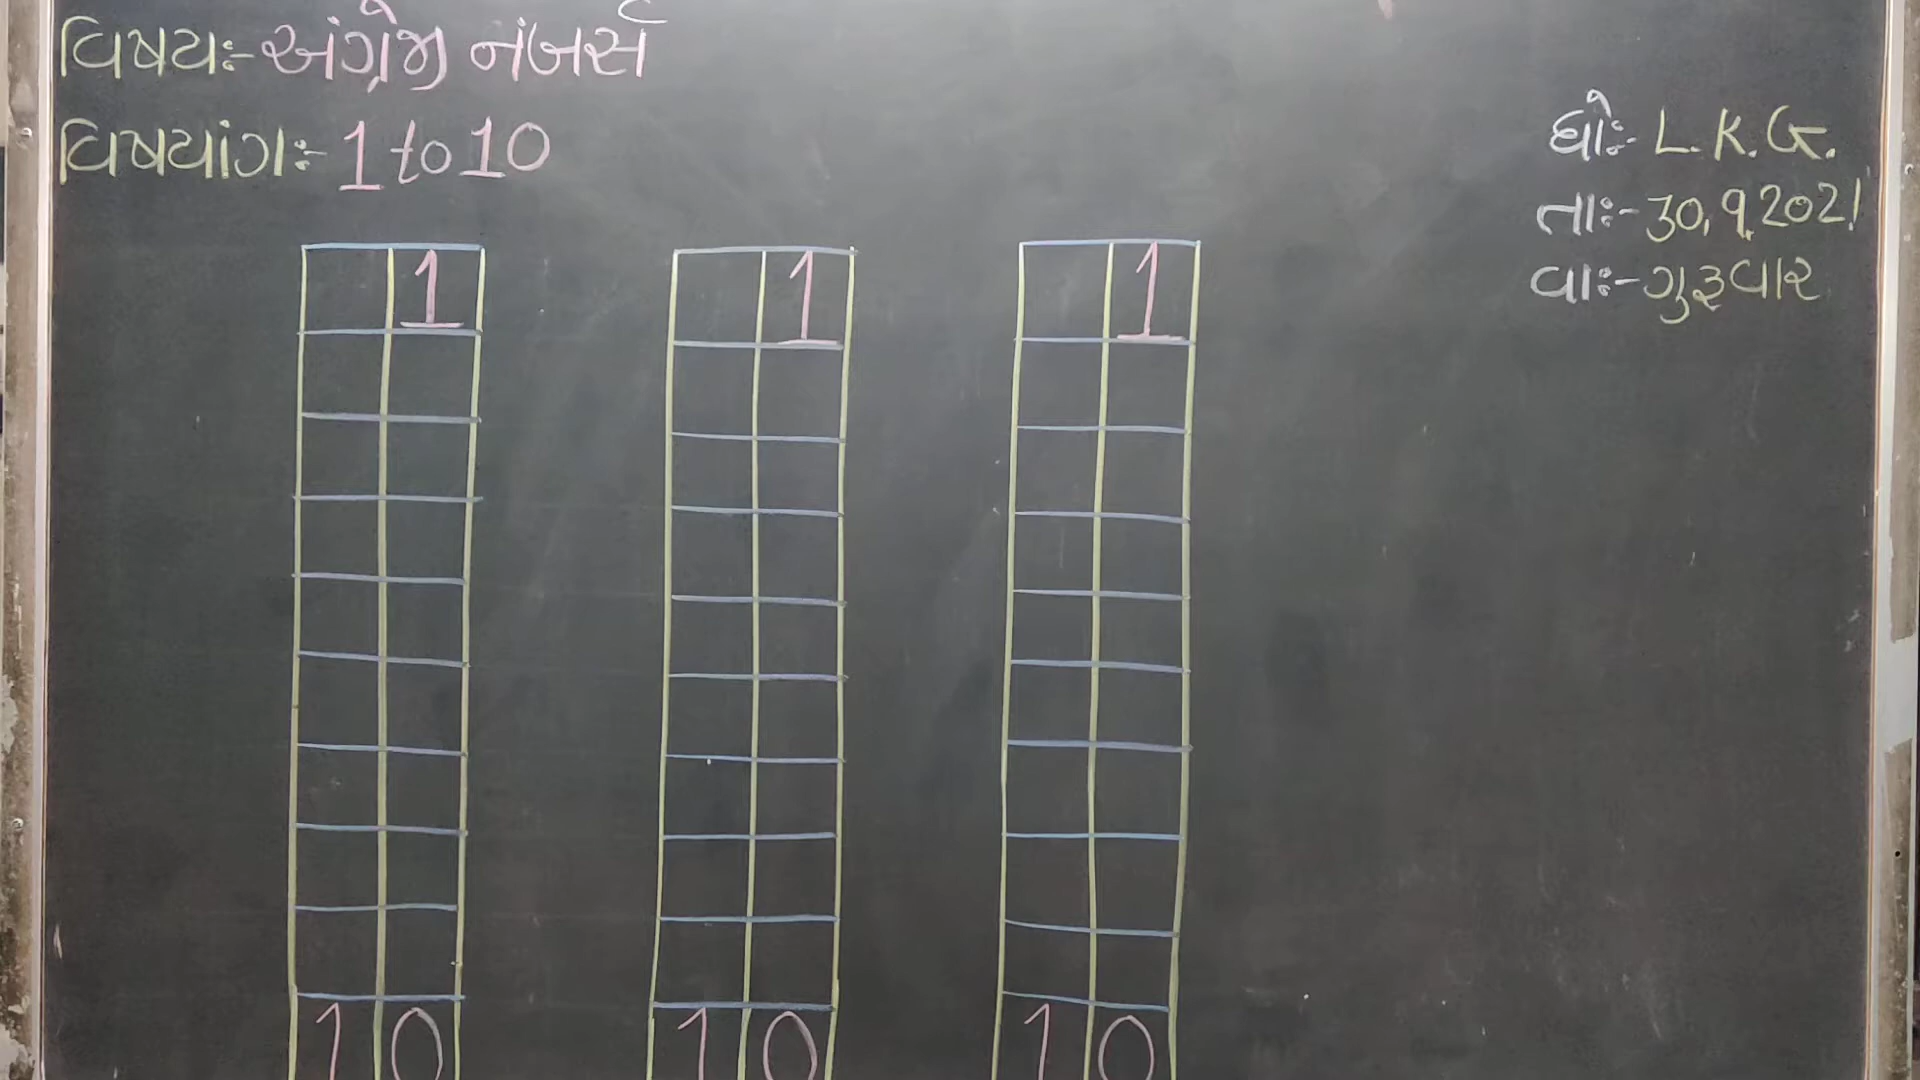 વિષયઃ- અંગ્રેજી નંબર્સ
વિષયાંગઃ- 1 to 10
ધોઃ- L.K.G.
તાઃ- 30,9,2021
વાઃ- ગુરૂવાર
1 1 1
10 10 10